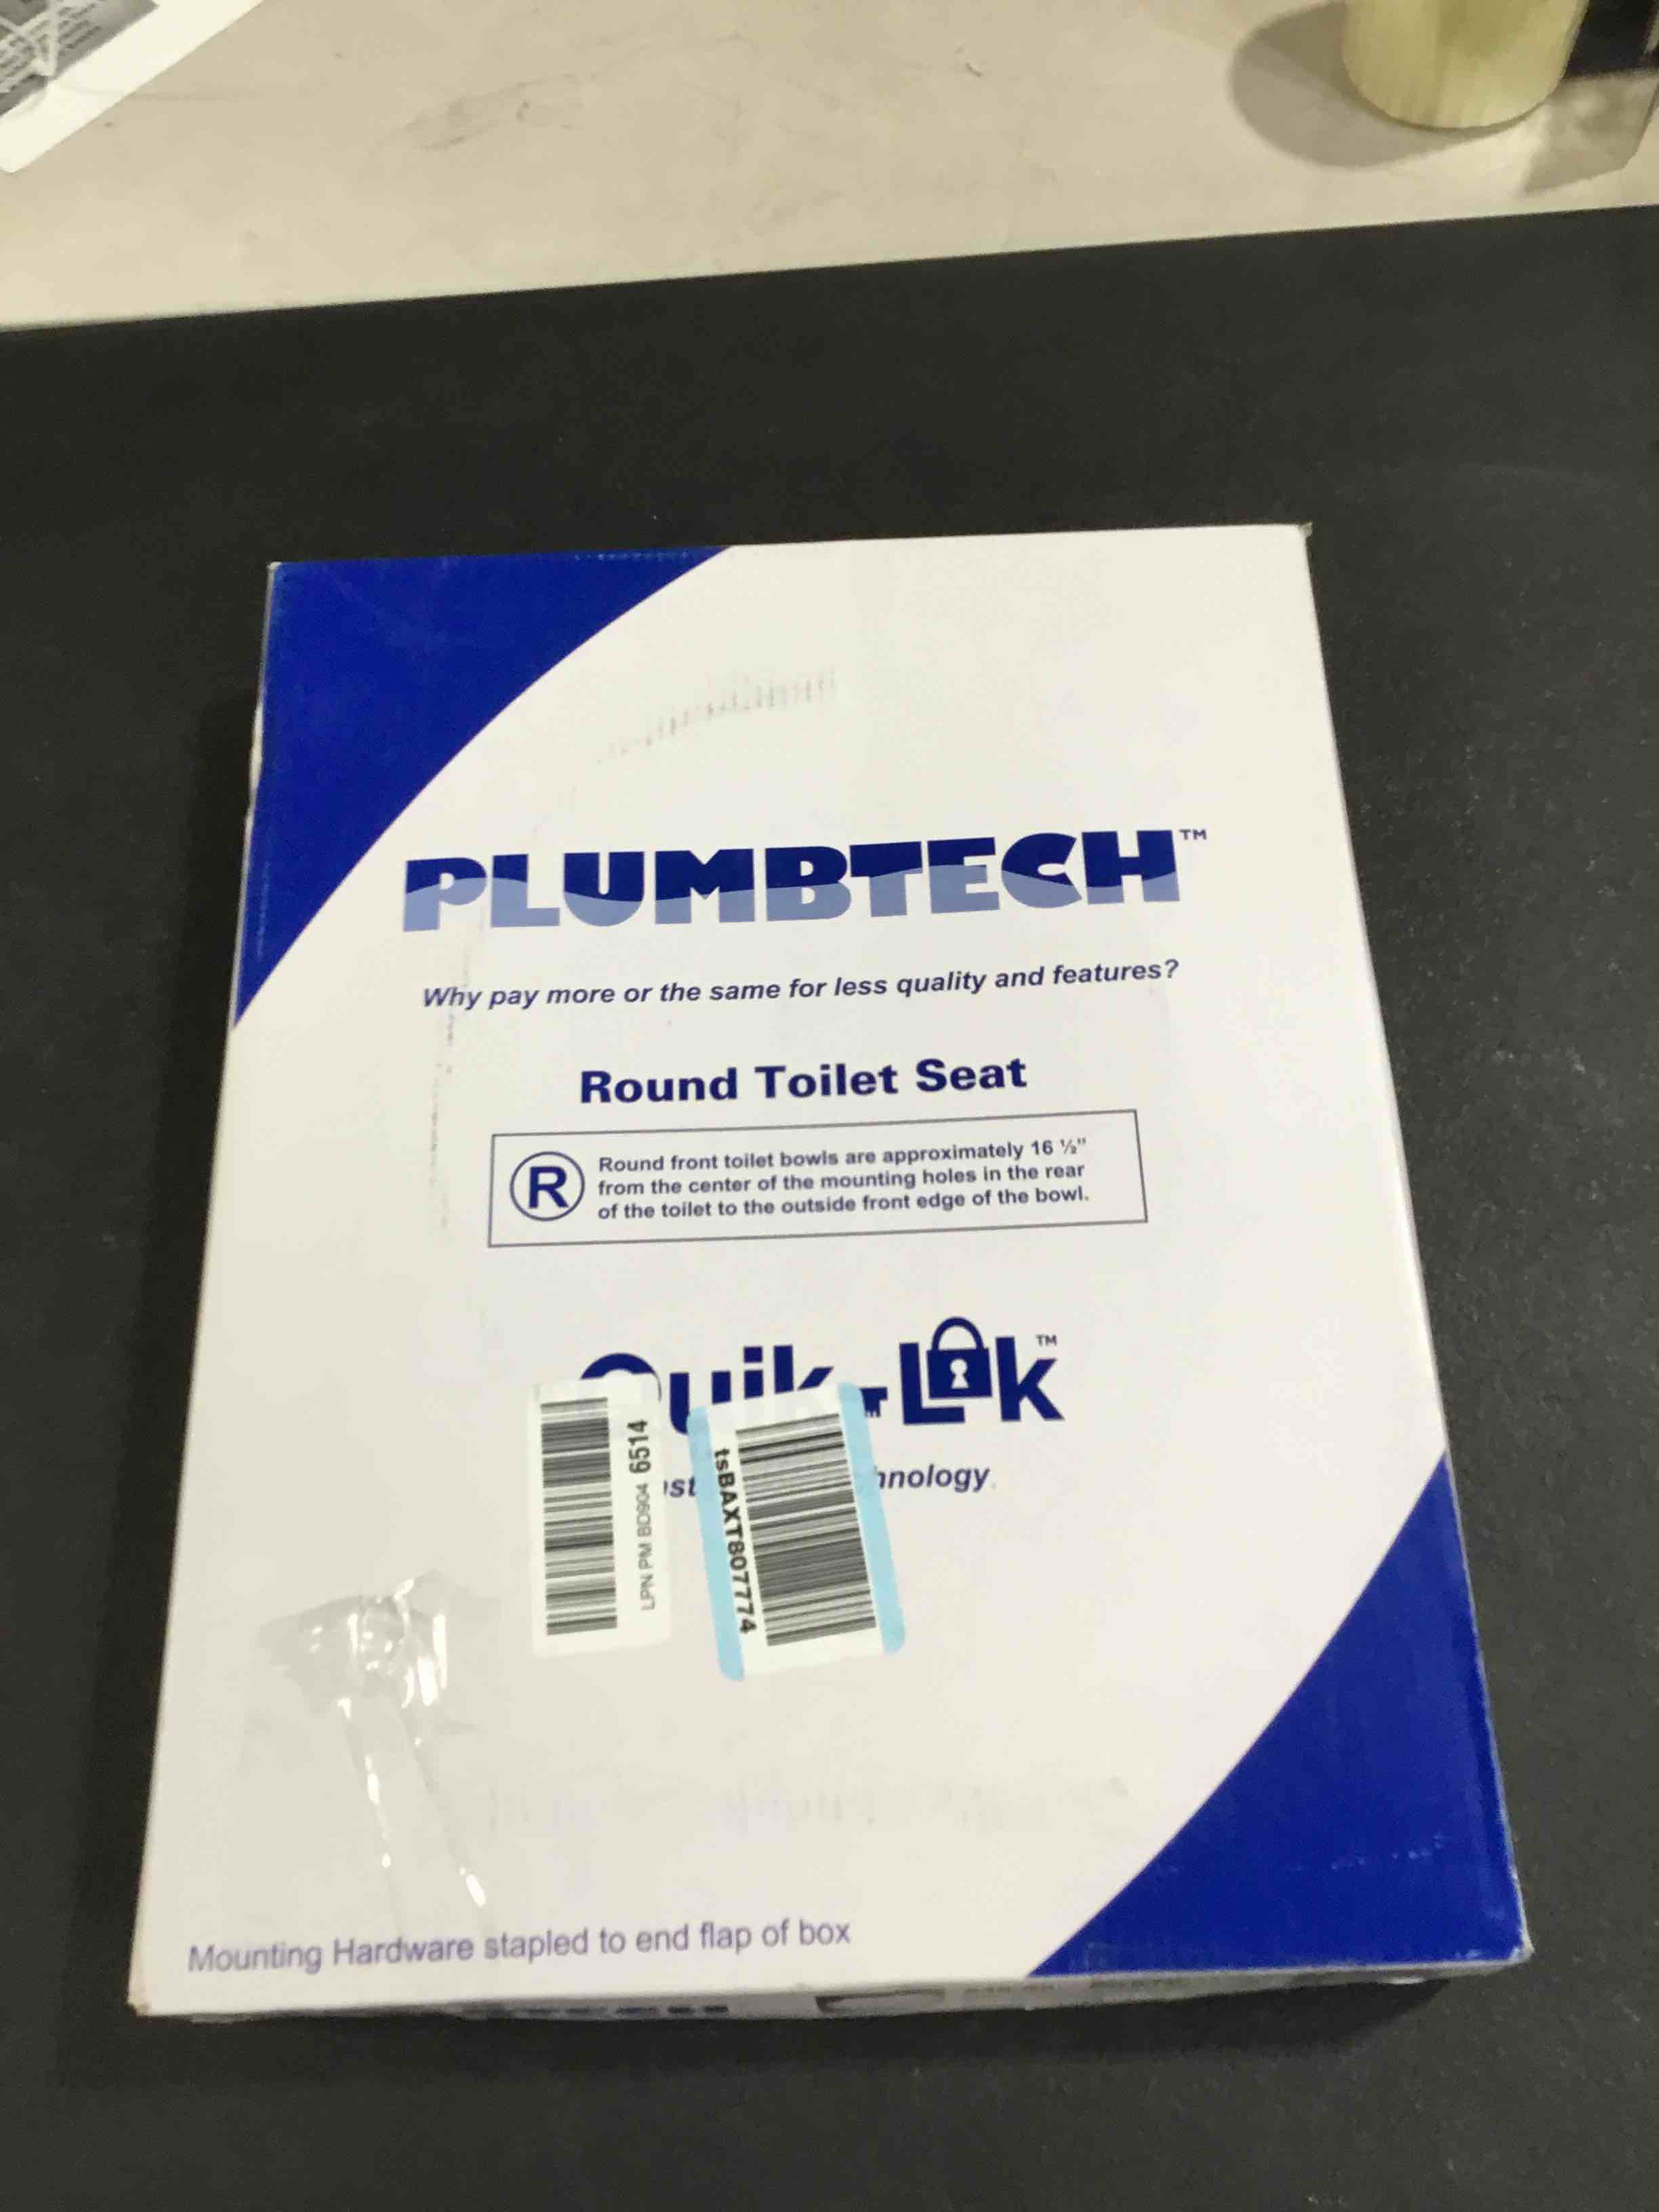 PLUMBTECH™
Why pay more or the same for less quality and features?
Round Toilet Seat
R
Round front toilet bowls are approximately 16 ½"
from the center of the mounting holes in the rear
of the toilet to the outside front edge of the bowl.
Quik-Lok™
hnology
LPN PM BD904 6514
tsBAXT807774
Mounting Hardware stapled to end flap of box